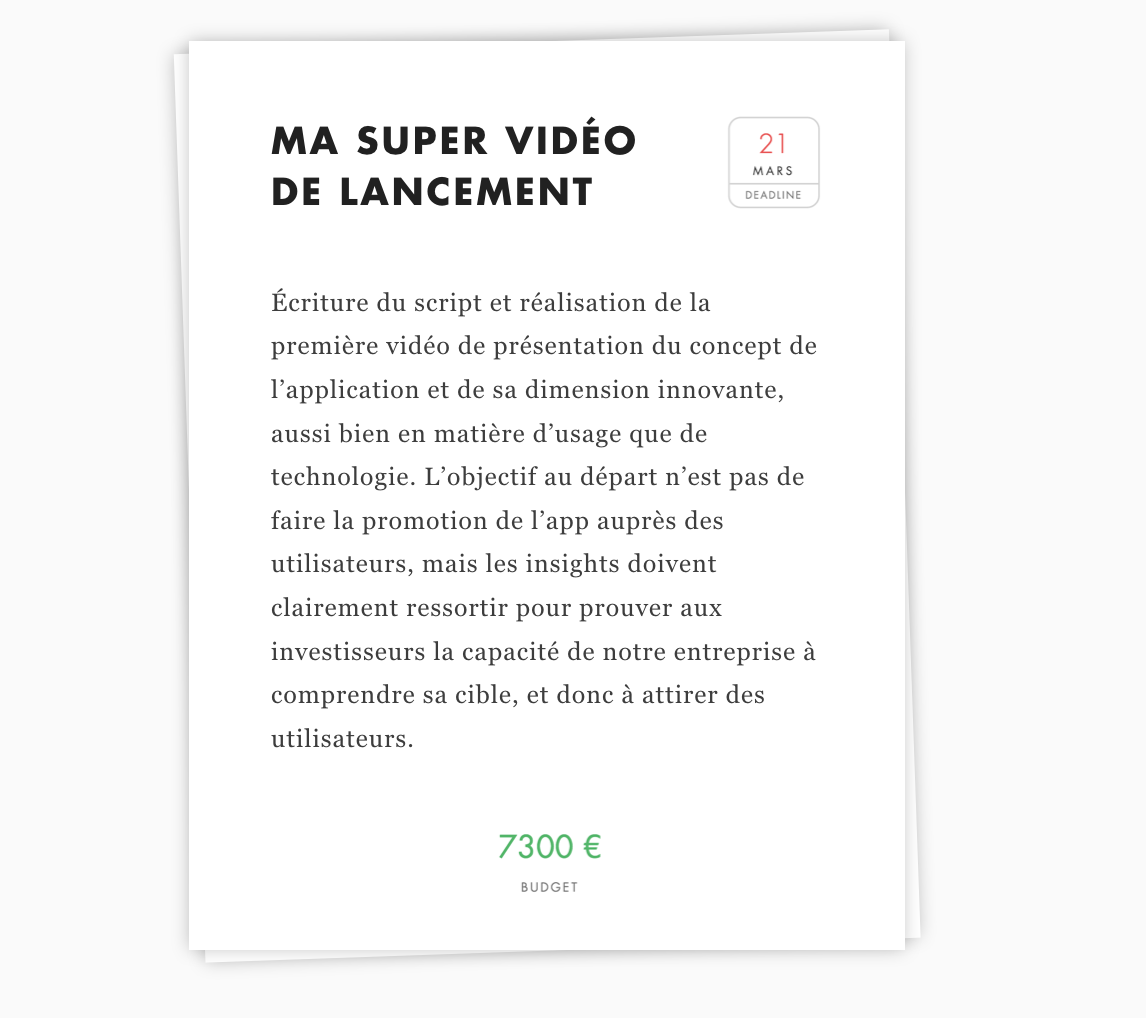 MA SUPER VIDÉO
DE LANCEMENT
21
MARS
DEADLINE
Écriture du script et réalisation de la
première vidéo de présentation du concept de
l’application et de sa dimension innovante,
aussi bien en matière d’usage que de
technologie. L’objectif au départ n’est pas de
faire la promotion de l’app auprès des
utilisateurs, mais les insights doivent
clairement ressortir pour prouver aux
investisseurs la capacité de notre entreprise à
comprendre sa cible, et donc à attirer des
utilisateurs.
7300 €
BUDGET